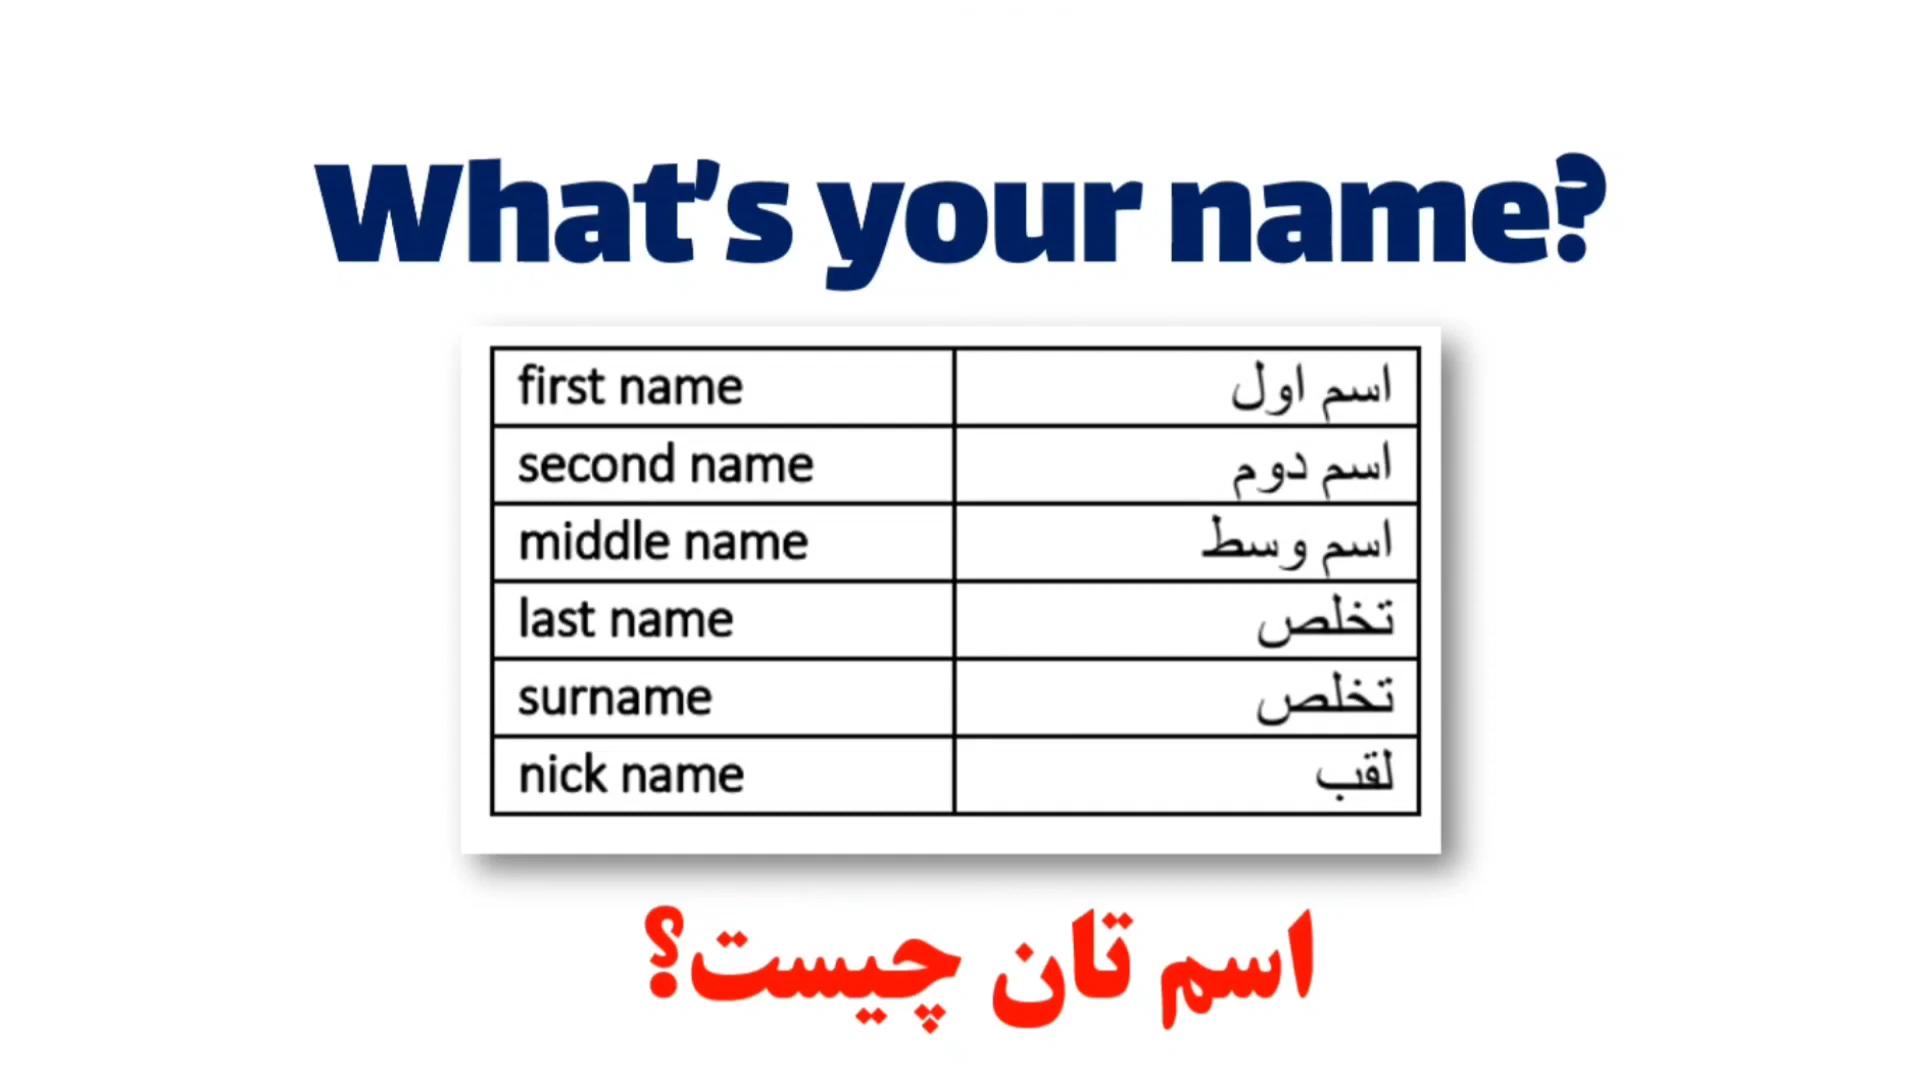 What's your name?
first name اسم اول
second name اسم دوم
middle name اسم وسط
last name تخلص
surname تخلص
nick name لقب
اسم تان چیست؟